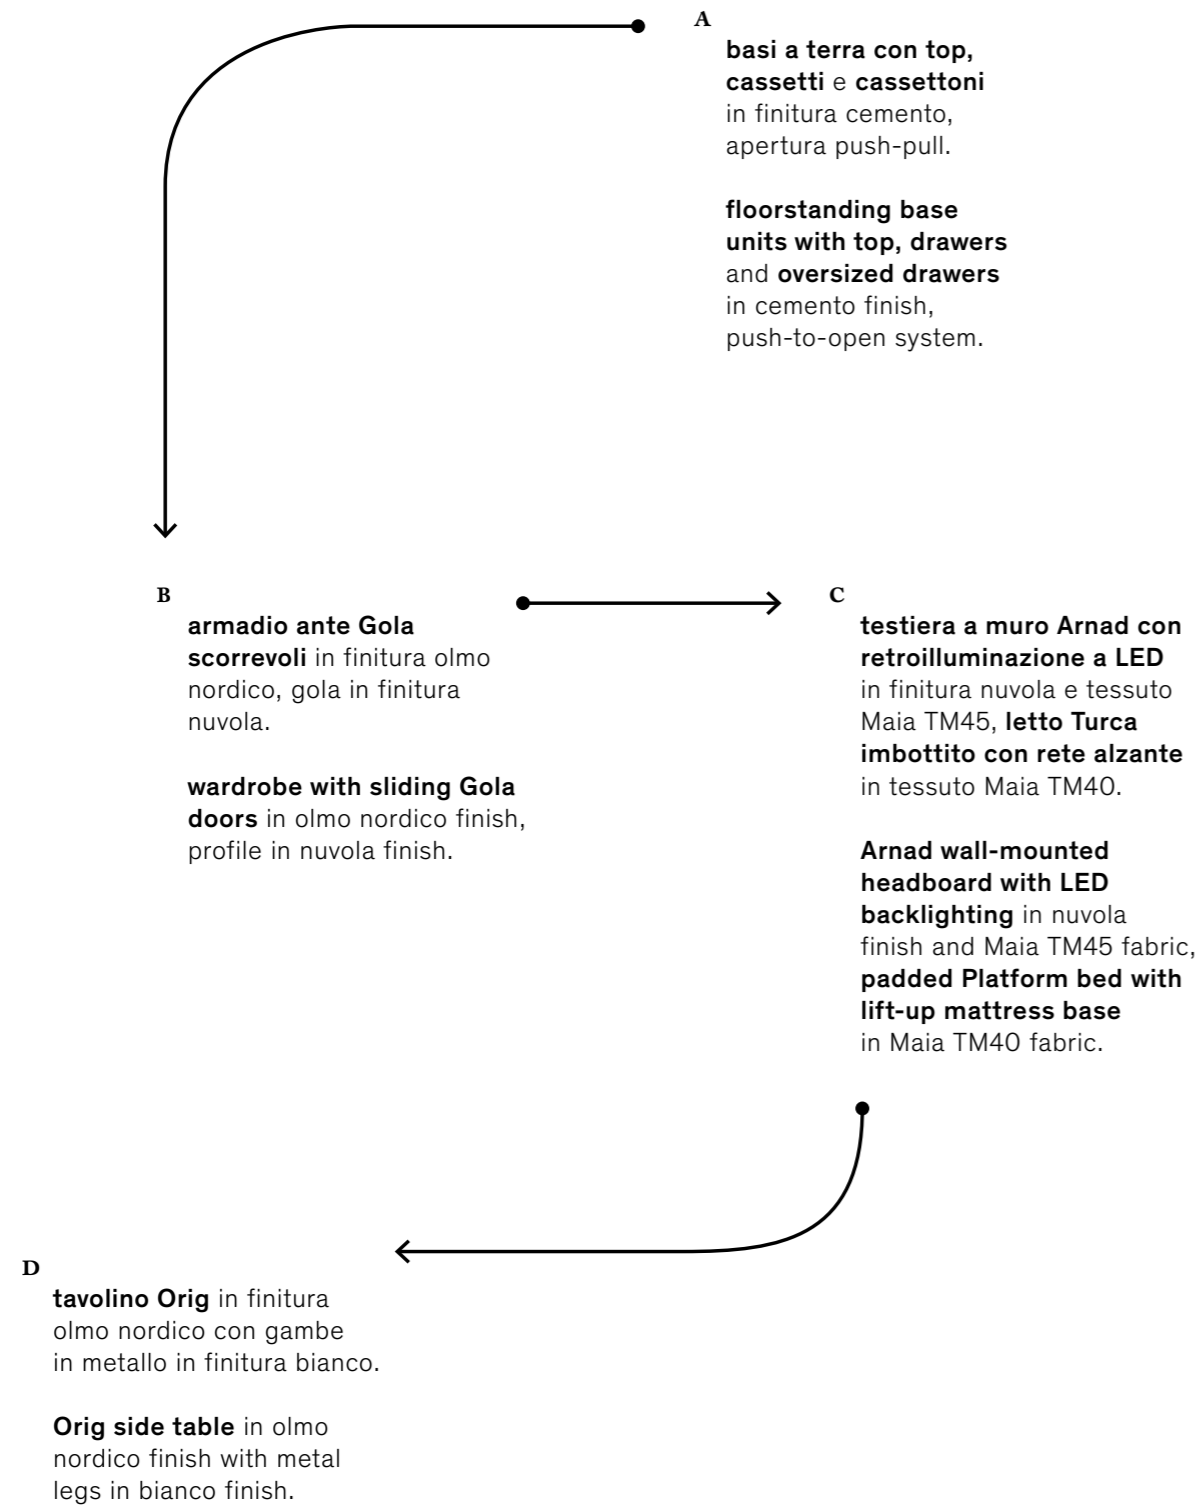 A
basi a terra con top,
cassetti e cassettoni
in finitura cemento,
apertura push-pull.
floorstanding base
units with top, drawers
and oversized drawers
in cemento finish,
push-to-open system.
B
armadio ante Gola
scorrevoli in finitura olmo
nordico, gola in finitura
nuvola.
wardrobe with sliding Gola
doors in olmo nordico finish,
profile in nuvola finish.
C
testiera a muro Arnad con
retroilluminazione a LED
in finitura nuvola e tessuto
Maia TM45, letto Turca
imbottito con rete alzante
in tessuto Maia TM40.
Arnad wall-mounted
headboard with LED
backlighting in nuvola
finish and Maia TM45 fabric,
padded Platform bed with
lift-up mattress base
in Maia TM40 fabric.
D
tavolino Orig in finitura
olmo nordico con gambe
in metallo in finitura bianco.
Orig side table in olmo
nordico finish with metal
legs in bianco finish.